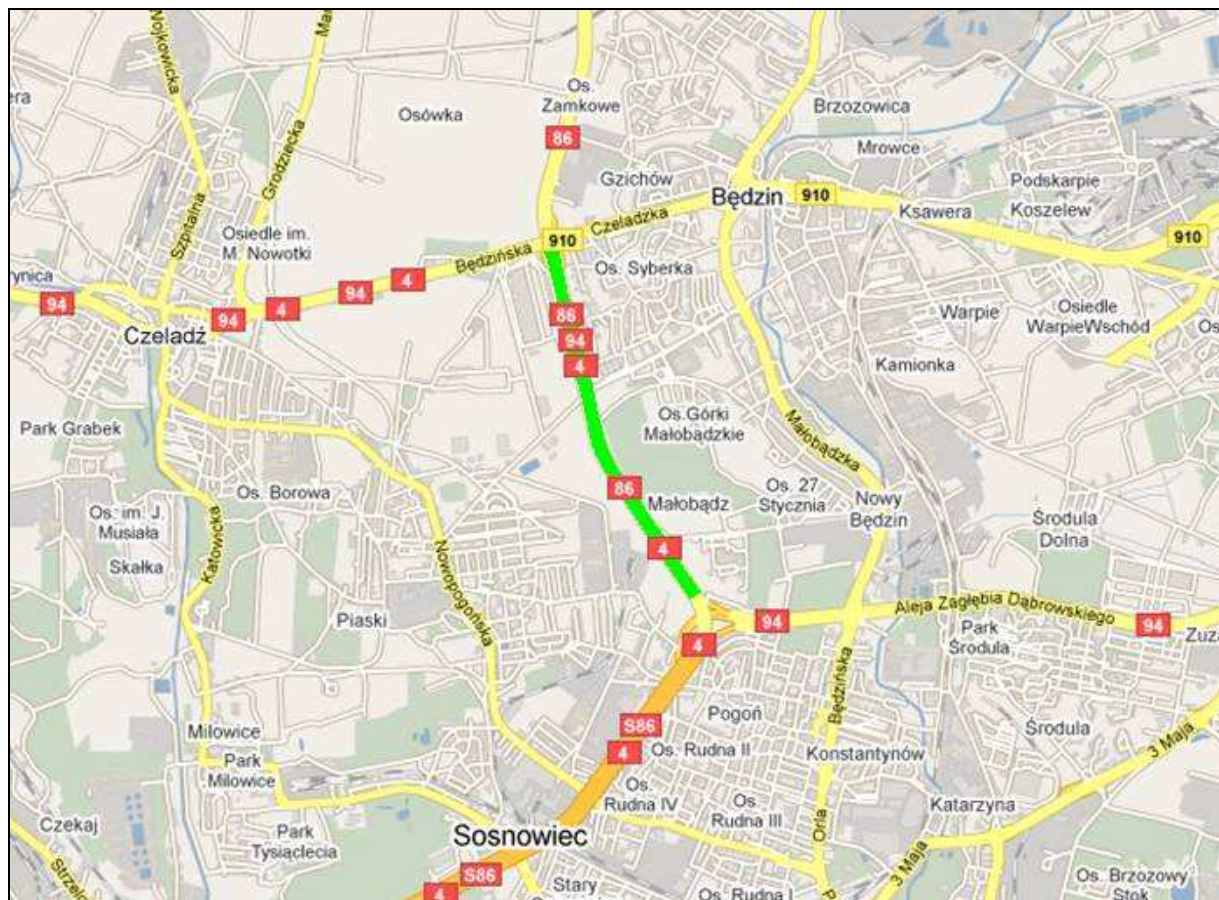 Wojkowicka
Grodziecka
Szpitalna
Osówka
Os.
Zamkowe
86
Brzozowica
Mrowce
Gzichów
Będzin
910
Podskarpie
Ksawera
Koszelew
910
Czeladzka
910
Będzińska
Osiedle im.
M. Nowotki
4
94
4
94
94
Czeladź
Os. Syberka
86
94
4
Warpie
Osiedle
WarpieWschód
Kamionka
Park Grabek
Os.Górki
Małobądzkie
Małobądzka
Os. Borowa
86
Małobądz
Os. 27
Stycznia
Nowy
Będzin
Środula
Dolna
Os. im. J.
Musiała
Skałka
Katowicka
Nowopogońska
4
Piaski
94
Aleja Zagłębia Dąbrowskiego
94
Park
Środula
4
Będzińska
Pogoń
S86
4
Os. Rudna II
Konstantynów
Środula
3 Maja
Milowice
Park
Milowice
Os.
Rudna IV
Os.
Rudna III
Orla
Katarzyna
Czekaj
Park
Tysiąclecia
Sosnowiec
S86
4
Stary
Os. Rudna I
3 Maja
Os. Brzozowy
Stok